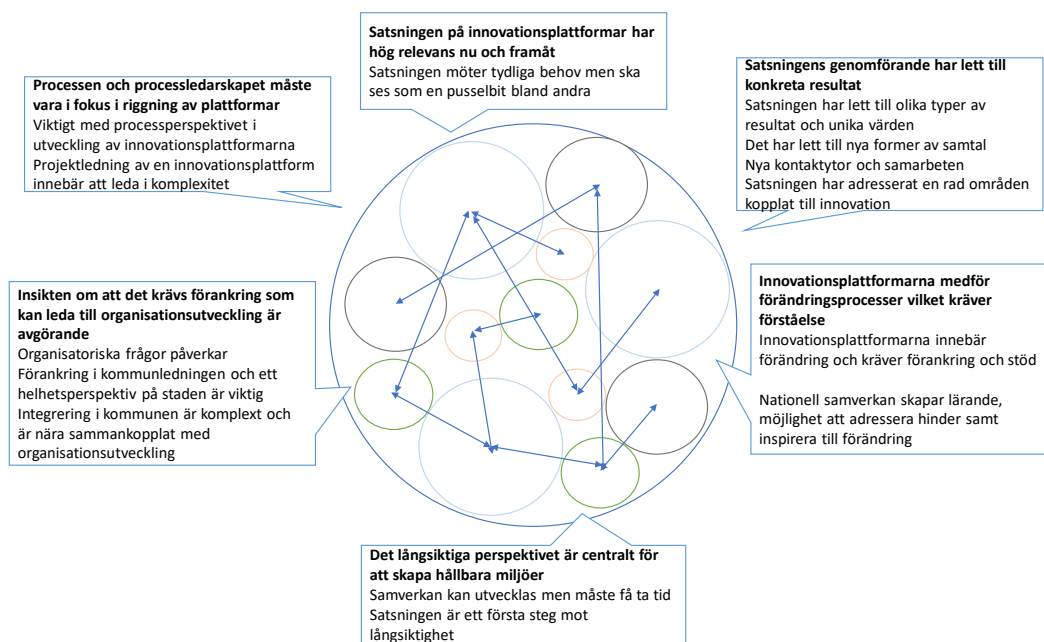 Satsningen på innovationsplattformar har
hög relevans nu och framåt
Satsningen möter tydliga behov men ska
ses som en pusselbit bland andra
Processen och processledarskapet måste
vara i fokus i riggning av plattformar
Viktigt med processperspektivet i
utveckling av innovationsplattformarna
Projektledning av en innovationsplattform
innebär att leda i komplexitet
Satsningens genomförande har lett till
konkreta resultat
Satsningen har lett till olika typer av
resultat och unika värden
Det har lett till nya former av samtal
Nya kontaktytor och samarbeten
Satsningen har adresserat en rad områden
kopplat till innovation
Insikten om att det krävs förankring som
kan leda till organisationsutveckling är
avgörande
Organisatoriska frågor påverkar
Förankring i kommunledningen och ett
helhetsperspektiv på staden är viktig
Integrering i kommunen är komplext och
är nära sammankopplat med
organisationsutveckling
Innovationsplattformarna medför
förändringsprocesser vilket kräver
förståelse
Innovationsplattformarna innebär
förändring och kräver förankring och stöd
Nationell samverkan skapar lärande,
möjlighet att adressera hinder samt
inspirera till förändring
Det långsiktiga perspektivet är centralt för
att skapa hållbara miljöer
Samverkan kan utvecklas men måste få ta tid
Satsningen är ett första steg mot
långsiktighet